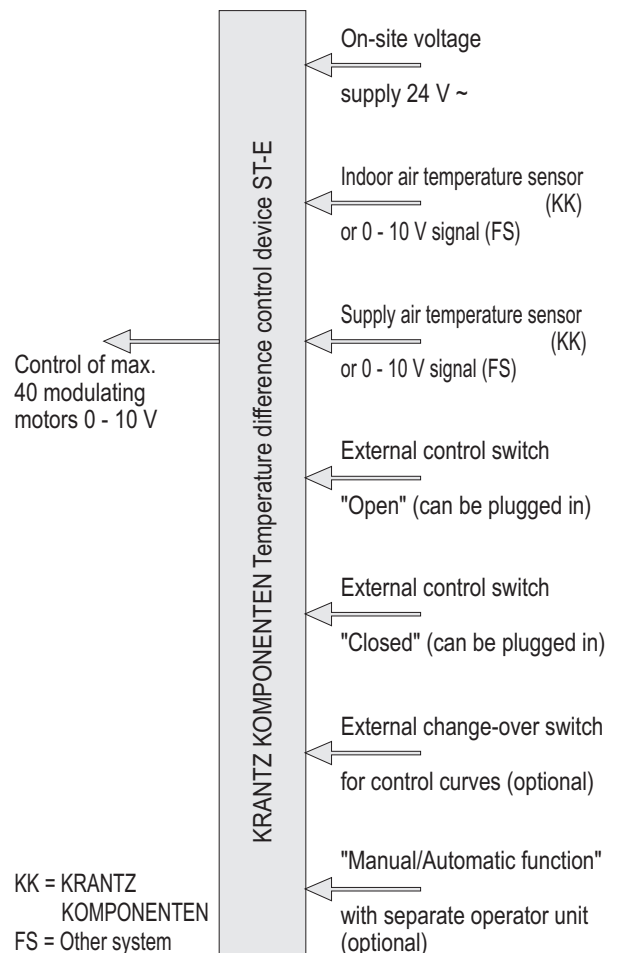 On-site voltage
supply 24 V ~
Indoor air temperature sensor
(KK)
or 0 - 10 V signal (FS)
Supply air temperature sensor
(KK)
or 0 - 10 V signal (FS)
External control switch
"Open" (can be plugged in)
External control switch
"Closed" (can be plugged in)
External change-over switch
for control curves (optional)
"Manual/Automatic function"
with separate operator unit
(optional)
KRANTZ KOMPONENTEN Temperature difference control device ST-E
Control of max.
40 modulating
motors 0 - 10 V
KK = KRANTZ
KOMPONENTEN
FS = Other system